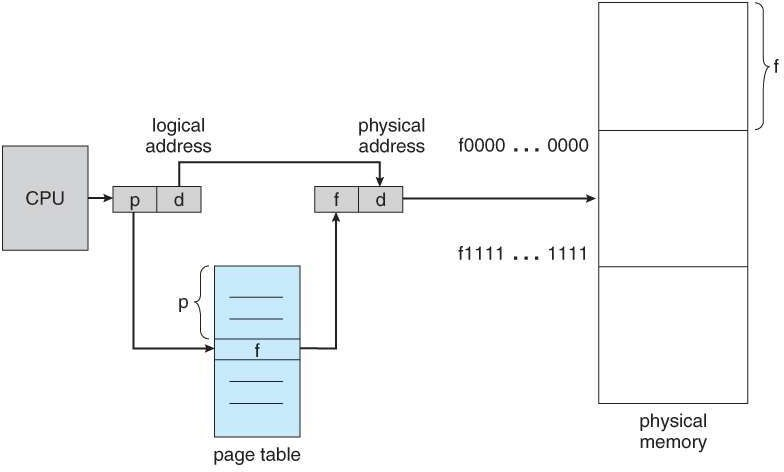 f
logical
address
physical
address
f0000 ... 0000
CPU
p
d
f
d
f1111 ... 1111
p
f
page table
physical
memory